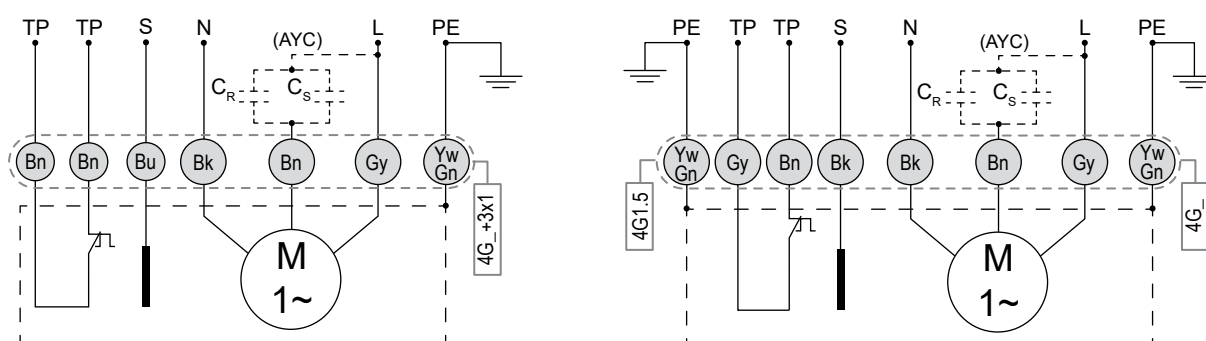 TP TP S N (AYC) L PE
C_R C_S
Bn Bn Bu Bk Bn Gy Yw Gn
4G_+3x1
M
1~
PE TP TP S N (AYC) L PE
C_R C_S
Yw Gn Gy Bn Bk Bk Bn Gy Yw Gn
4G1.5
4G_
M
1~